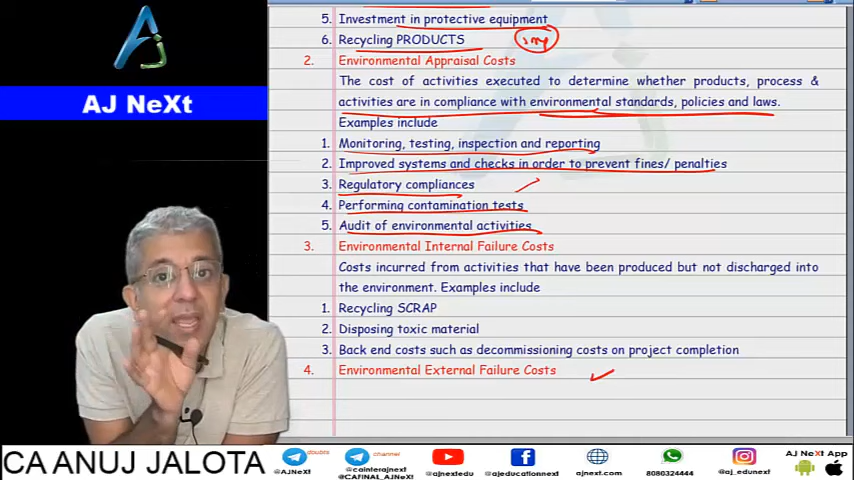 5. Investment in protective equipment
6. Recycling PRODUCTS imp
2. Environmental Appraisal Costs
The cost of activities executed to determine whether products, process &
activities are in compliance with environmental standards, policies and laws.
Examples include
1. Monitoring, testing, inspection and reporting
2. Improved systems and checks in order to prevent fines/ penalties
3. Regulatory compliances
4. Performing contamination tests
5. Audit of environmental activities
3. Environmental Internal Failure Costs
Costs incurred from activities that have been produced but not discharged into
the environment. Examples include
1. Recycling SCRAP
2. Disposing toxic material
3. Back end costs such as decommissioning costs on project completion
4. Environmental External Failure Costs
AJ NeXt
CA ANUJ JALOTA
doubts
@AJNeXt
channel
@cainterajnext
@CAFINAL_AJNeXt
@ajnextedu
@ajeducationnext
ajnext.com
8080324444
@aj_edunext
AJ NeXt App